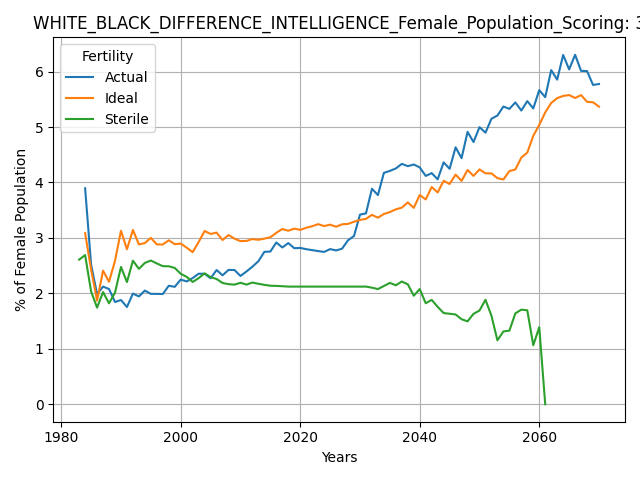 WHITE_BLACK_DIFFERENCE_INTELLIGENCE_Female_Population_Scoring: 3
Fertility
Actual
Ideal
Sterile
% of Female Population
6
5
4
3
2
1
0
1980 2000 2020 2040 2060
Years